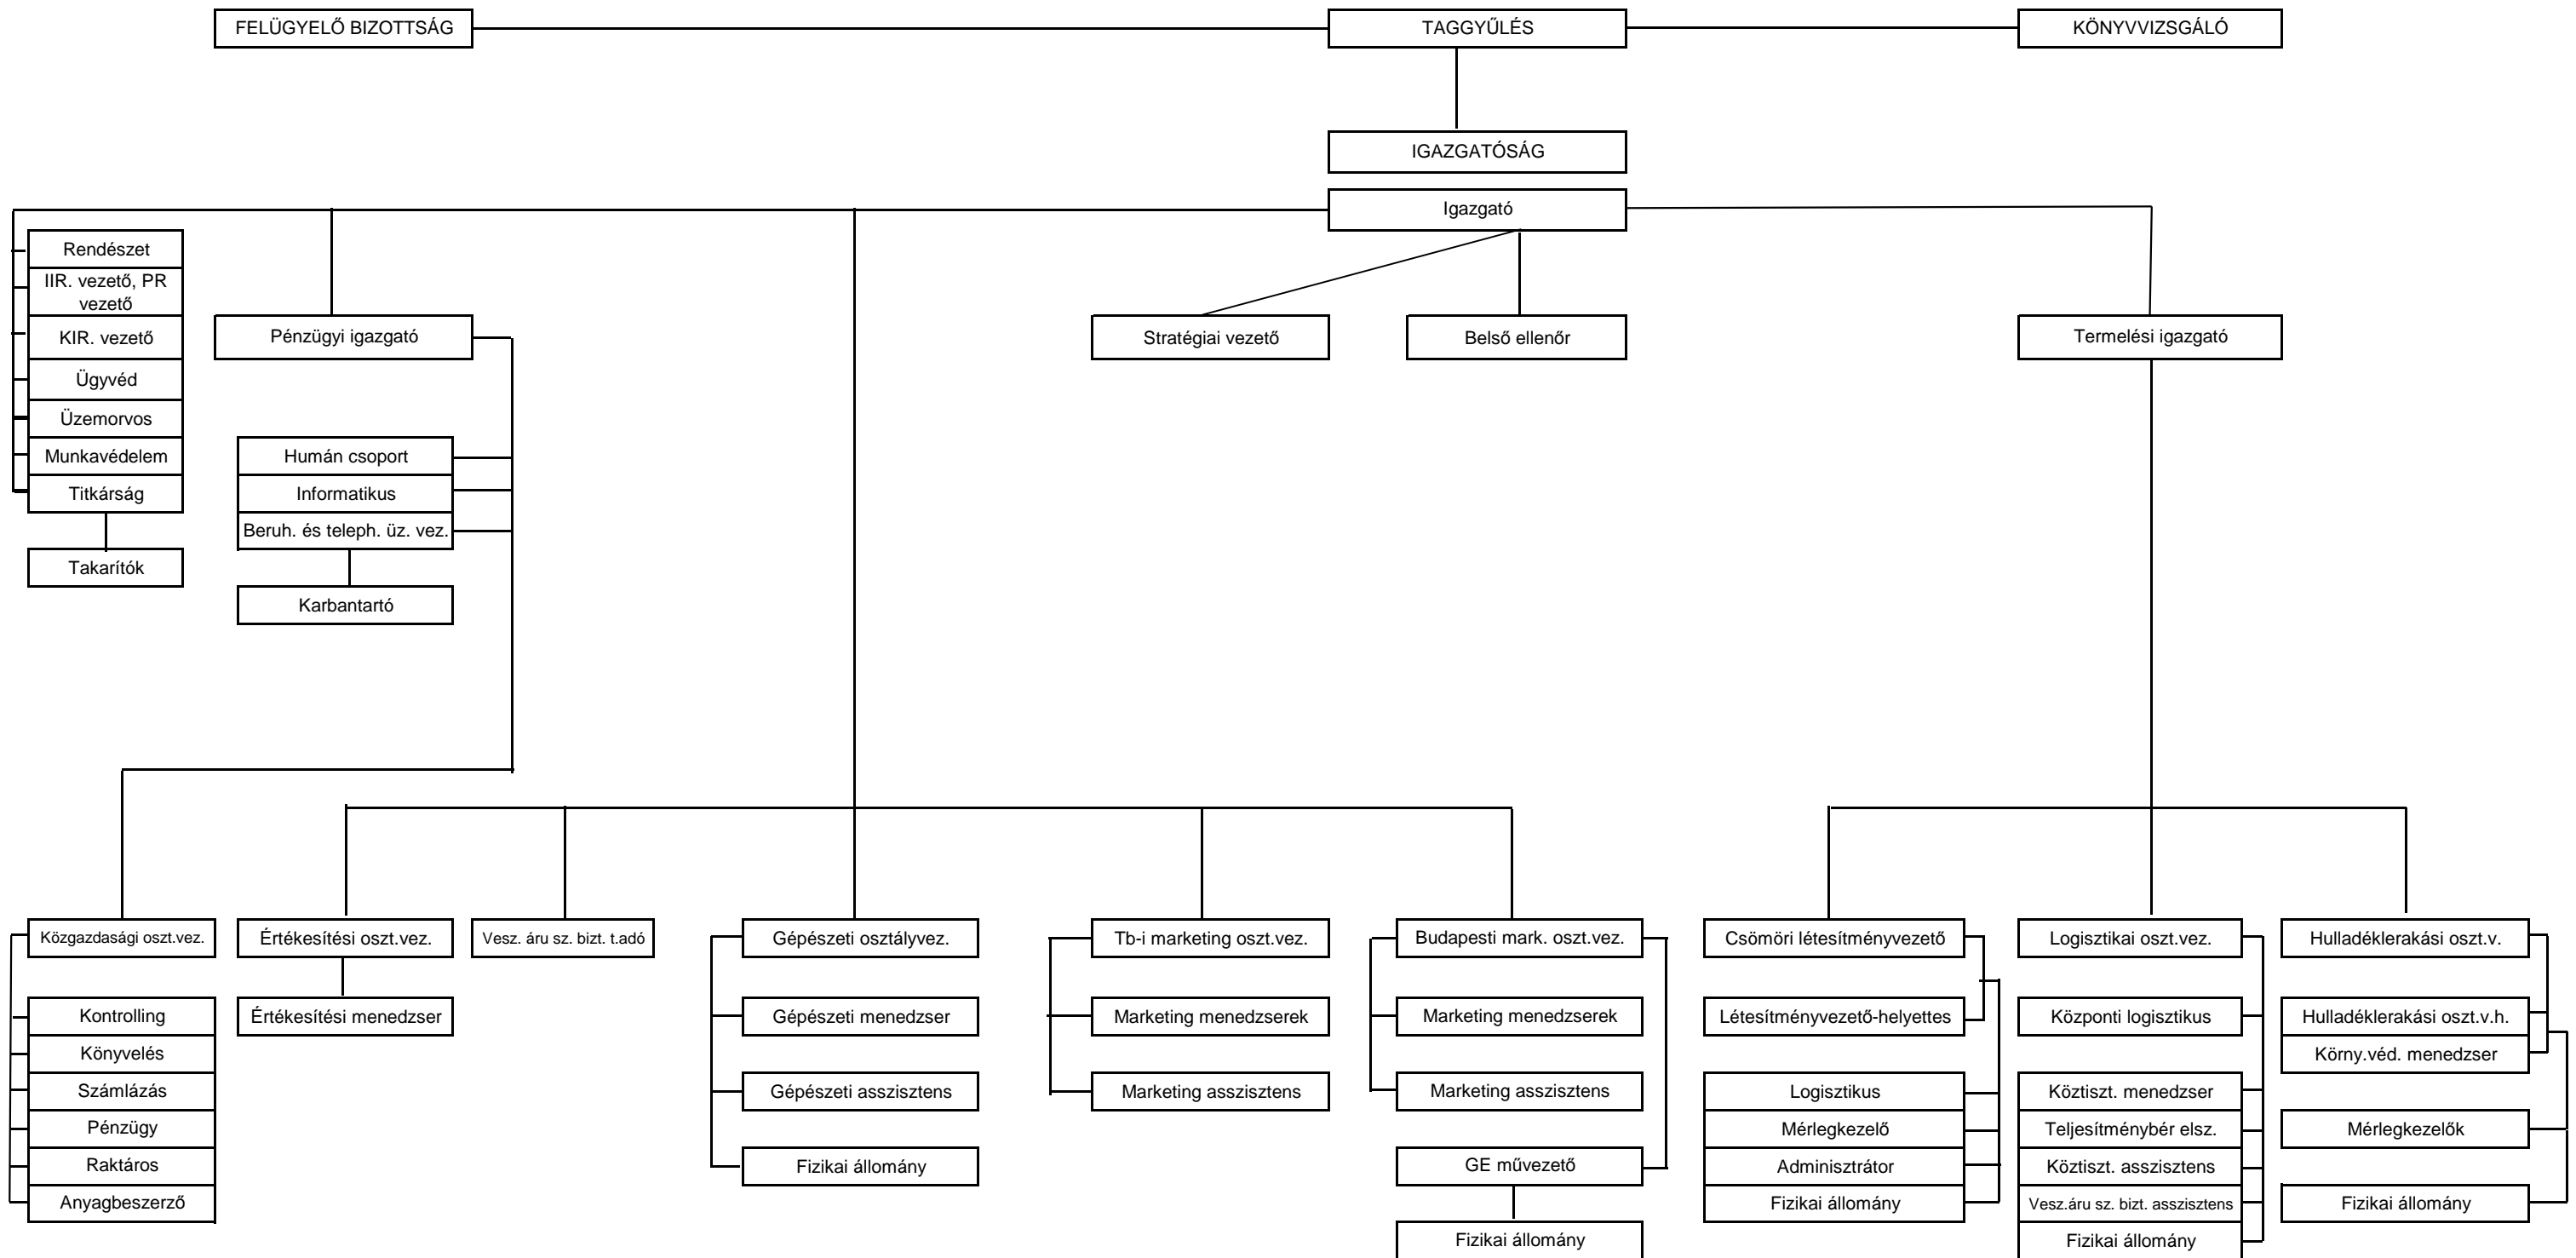 FELÜGYELŐ BIZOTTSÁG
TAGGYŰLÉS
KÖNYVVIZSGÁLÓ
IGAZGATÓSÁG
Igazgató
Rendészet
IIR. vezető, PR
vezető
KIR. vezető
Ügyvéd
Üzemorvos
Munkavédelem
Titkárság
Takarítók
Pénzügyi igazgató
Humán csoport
Informatikus
Beruh. és teleph. üz. vez.
Karbantartó
Stratégiai vezető
Belső ellenőr
Termelési igazgató
Közgazdasági oszt.vez.
Kontrolling
Könyvelés
Számlázás
Pénzügy
Raktáros
Anyagbeszerző
Értékesítési oszt.vez.
Értékesítési menedzser
Vesz. áru sz. bizt. t.adó
Gépészeti osztályvez.
Gépészeti menedzser
Gépészeti asszisztens
Fizikai állomány
Tb-i marketing oszt.vez.
Marketing menedzserek
Marketing asszisztens
Budapesti mark. oszt.vez.
Marketing menedzserek
Marketing asszisztens
GE művezető
Fizikai állomány
Csömöri létesítményvezető
Létesítményvezető-helyettes
Logisztikus
Mérlegkezelő
Adminisztrátor
Fizikai állomány
Logisztikai oszt.vez.
Központi logisztikus
Köztiszt. menedzser
Teljesítménybér elsz.
Köztiszt. asszisztens
Vesz.áru sz. bizt. asszisztens
Fizikai állomány
Hulladéklerakási oszt.v.
Hulladéklerakási oszt.v.h.
Körny.véd. menedzser
Mérlegkezelők
Fizikai állomány